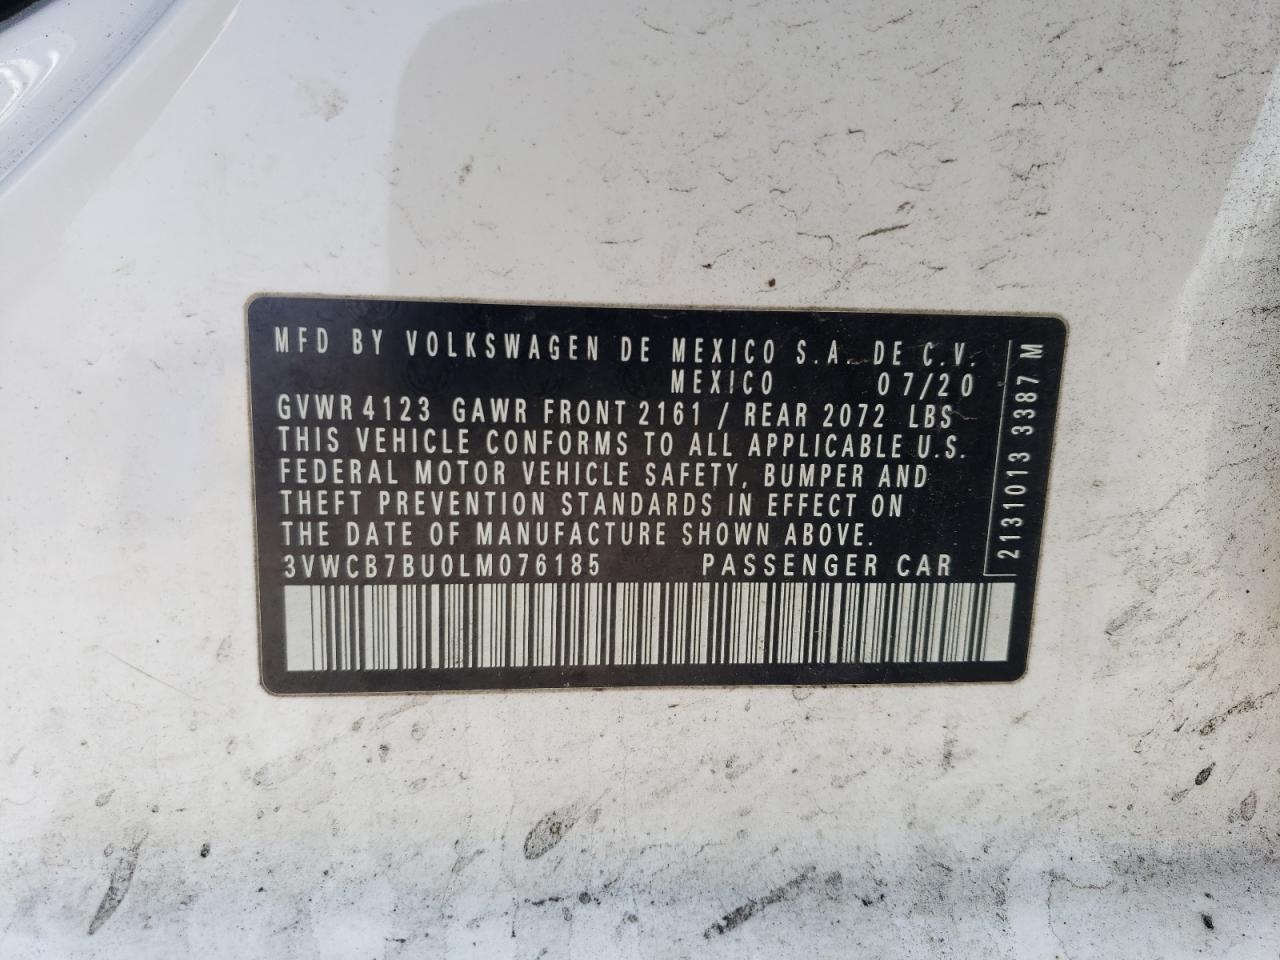 MFD BY VOLKSWAGEN DE MEXICO S.A. DE C.V.
MEXICO 07/20
GVWR 4123 GAWR FRONT 2161 / REAR 2072 LBS
THIS VEHICLE CONFORMS TO ALL APPLICABLE U.S.
FEDERAL MOTOR VEHICLE SAFETY, BUMPER AND
THEFT PREVENTION STANDARDS IN EFFECT ON
THE DATE OF MANUFACTURE SHOWN ABOVE.
3VWCB7BU0LM076185 PASSENGER CAR
2131013 3387 M